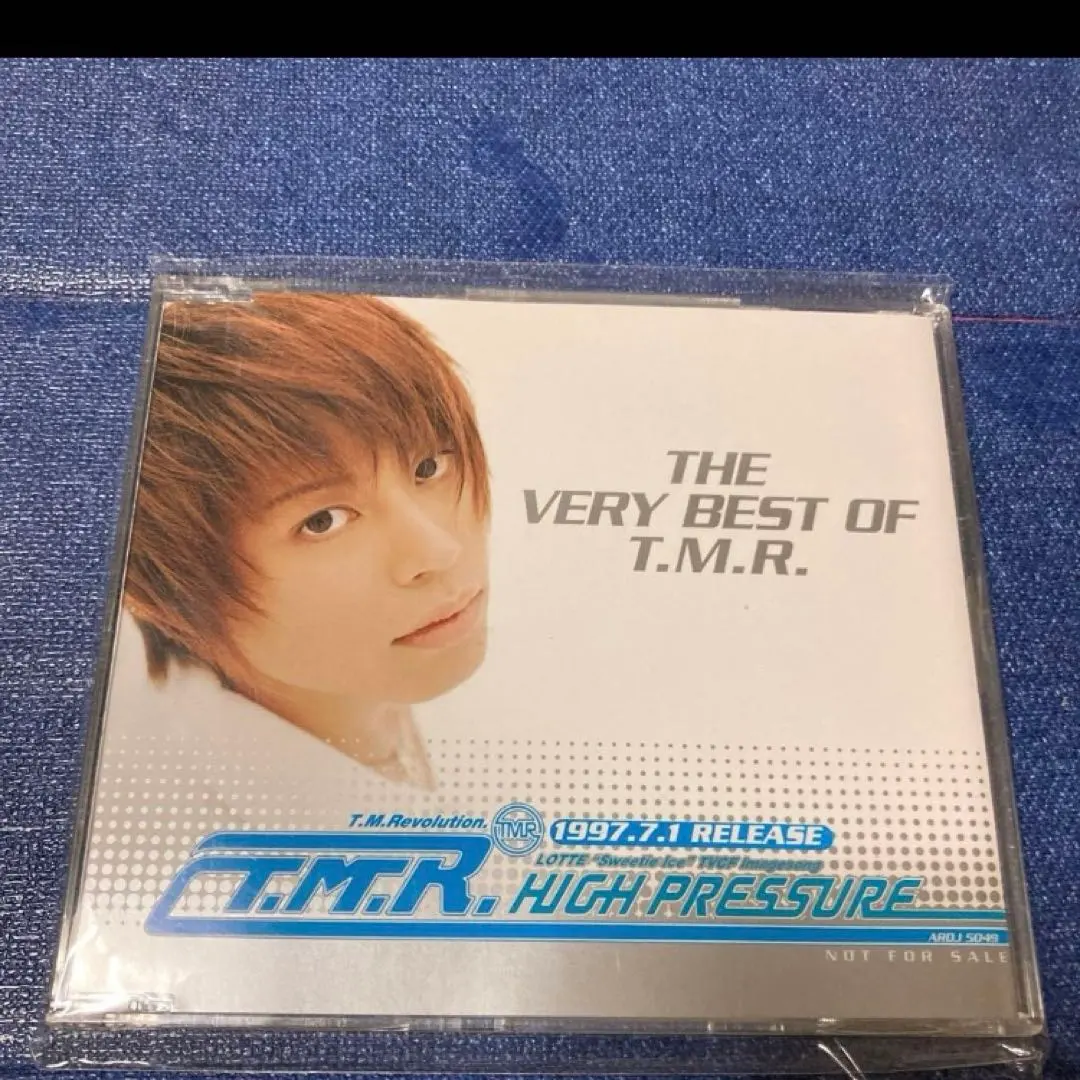 THE
VERY BEST OF
T.M.R.
T.M.Revolution.
TMR
1997.7.1 RELEASE
LOTTE "Sweetie Ice" TVCF Imagesong
T.M.R. HIGH PRESSURE
ARDJ 5049
NOT FOR SALE